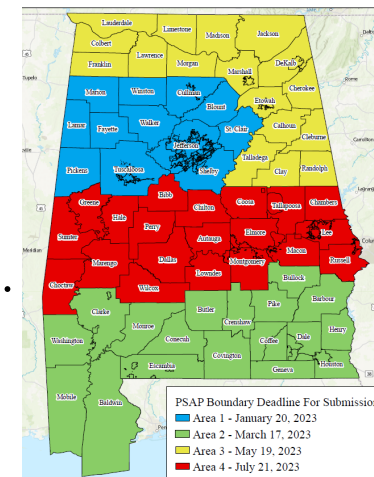 Lauderdale
Limestone
Madison
Jackson
Colbert
Lawrence
Franklin
Morgan
Marshall
DeKalb
Cherokee
Marion
Winston
Cullman
Blount
Etowah
Lamar
Fayette
Walker
St. Clair
Calhoun
Cleburne
Jefferson
Talladega
Pickens
Tuscaloosa
Shelby
Clay
Randolph
Greene
Bibb
Hale
Chilton
Coosa
Tallapoosa
Chambers
Perry
Sumter
Autauga
Elmore
Lee
Marengo
Dallas
Macon
Lowndes
Montgomery
Russell
Choctaw
Wilcox
Bullock
Clarke
Butler
Pike
Barbour
Washington
Monroe
Crenshaw
Conecuh
Coffee
Dale
Henry
Covington
Escambia
Geneva
Houston
Mobile
Baldwin
Tupelo
Rome
Meridian
PSAP Boundary Deadline For Submission
Area 1 - January 20, 2023
Area 2 - March 17, 2023
Area 3 - May 19, 2023
Area 4 - July 21, 2023